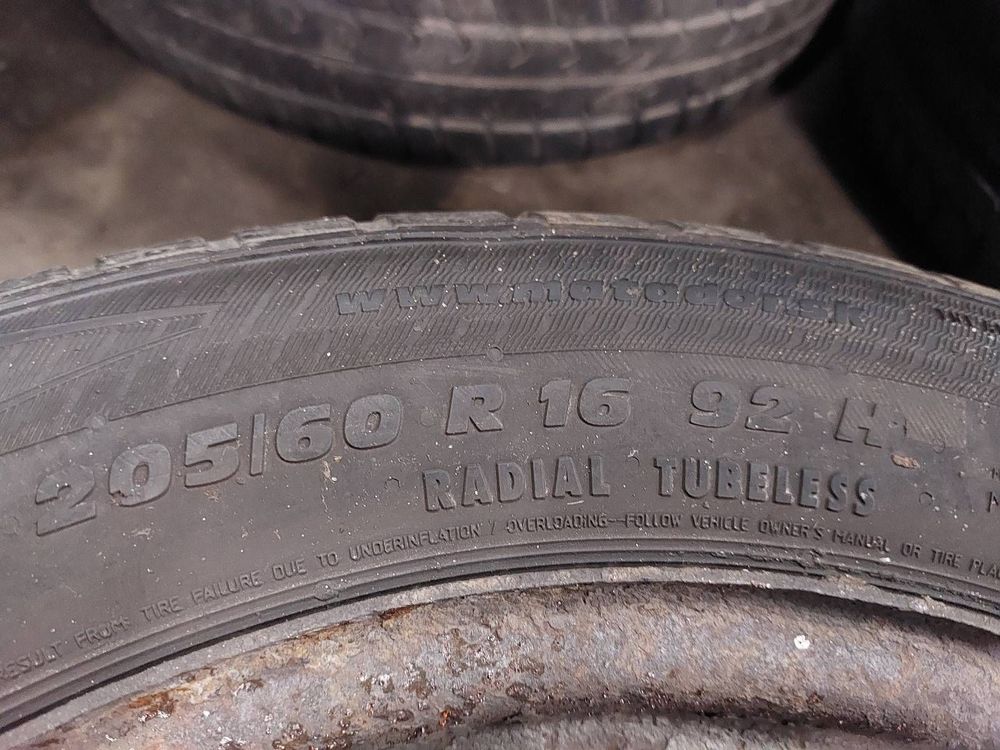 www.matador.sk
205/60 R 16 92 H
RADIAL TUBELESS
RESULT FROM: TIRE FAILURE DUE TO UNDERINFLATION / OVERLOADING--FOLLOW VEHICLE OWNER'S MANUAL OR TIRE